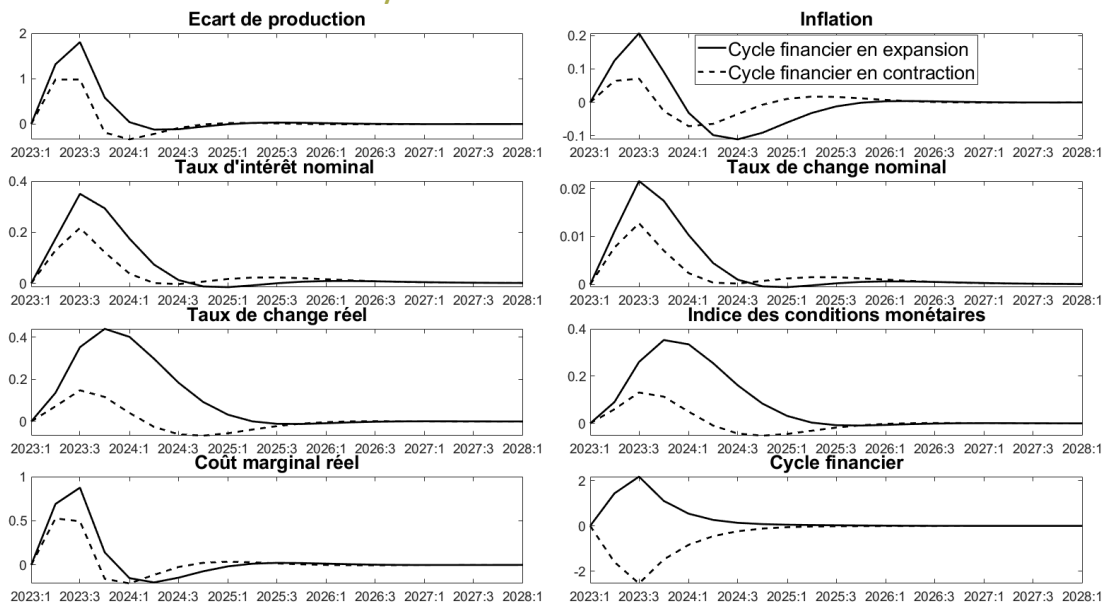 Ecart de production
2
1
0
2023:1 2023:3 2024:1 2024:3 2025:1 2025:3 2026:1 2026:3 2027:1 2027:3 2028:1
Inflation
Cycle financier en expansion
Cycle financier en contraction
0.2
0.1
0
-0.1
2023:1 2023:3 2024:1 2024:3 2025:1 2025:3 2026:1 2026:3 2027:1 2027:3 2028:1
Taux d'intérêt nominal
0.4
0.2
0
2023:1 2023:3 2024:1 2024:3 2025:1 2025:3 2026:1 2026:3 2027:1 2027:3 2028:1
Taux de change nominal
0.02
0.01
0
2023:1 2023:3 2024:1 2024:3 2025:1 2025:3 2026:1 2026:3 2027:1 2027:3 2028:1
Taux de change réel
0.4
0.2
0
2023:1 2023:3 2024:1 2024:3 2025:1 2025:3 2026:1 2026:3 2027:1 2027:3 2028:1
Indice des conditions monétaires
0.4
0.2
0
2023:1 2023:3 2024:1 2024:3 2025:1 2025:3 2026:1 2026:3 2027:1 2027:3 2028:1
Coût marginal réel
1
0.5
0
2023:1 2023:3 2024:1 2024:3 2025:1 2025:3 2026:1 2026:3 2027:1 2027:3 2028:1
Cycle financier
2
0
-2
2023:1 2023:3 2024:1 2024:3 2025:1 2025:3 2026:1 2026:3 2027:1 2027:3 2028:1